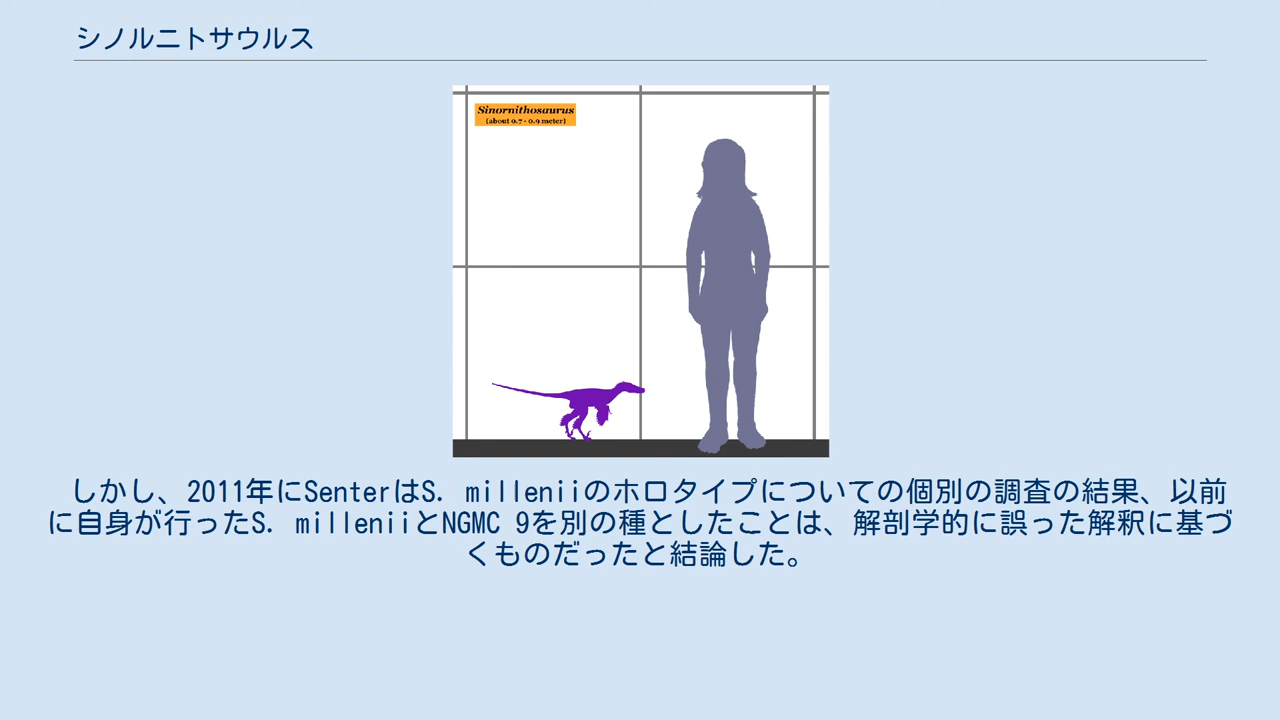 シノルニトサウルス
Sinornithosaurus
(about 0.7 - 0.9 meter)
しかし、2011年にSenterはS. milleniiのホロタイプについての個別の調査の結果、以前
に自身が行ったS. milleniiとNGMC 9を別の種としたことは、解剖学的に誤った解釈に基づ
くものだったと結論した。